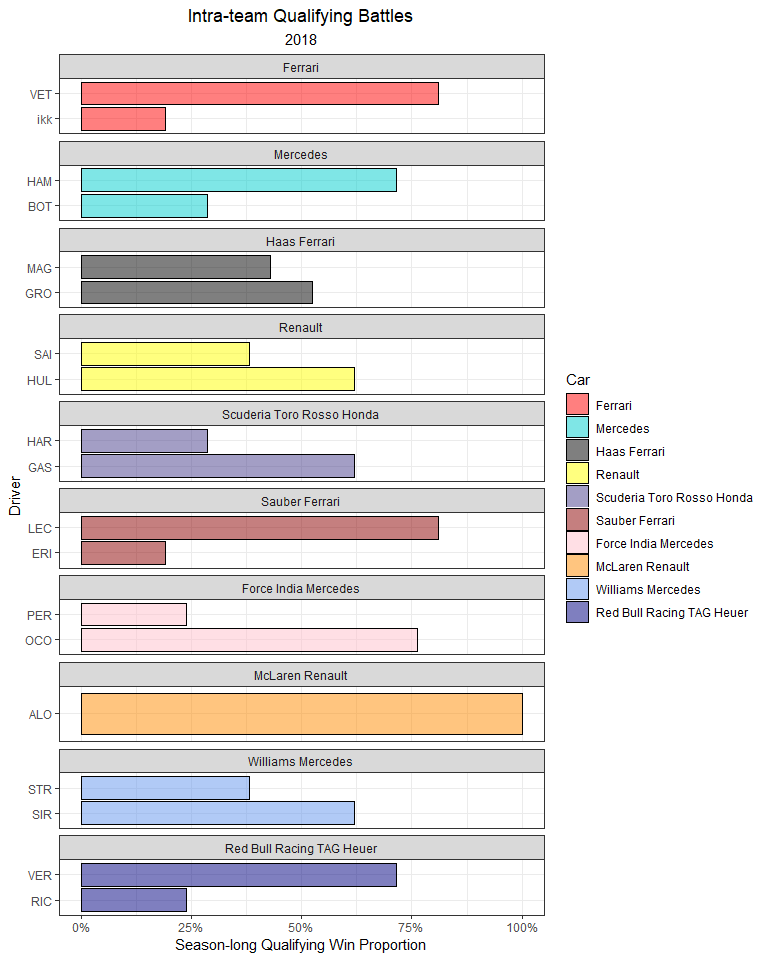 Intra-team Qualifying Battles
2018
Ferrari
VET
ikk
Mercedes
HAM
BOT
Haas Ferrari
MAG
GRO
Renault
SAI
HUL
Scuderia Toro Rosso Honda
HAR
GAS
Sauber Ferrari
LEC
ERI
Force India Mercedes
PER
OCO
McLaren Renault
ALO
Williams Mercedes
STR
SIR
Red Bull Racing TAG Heuer
VER
RIC
0% 25% 50% 75% 100%
Season-long Qualifying Win Proportion
Driver
Car
Ferrari
Mercedes
Haas Ferrari
Renault
Scuderia Toro Rosso Honda
Sauber Ferrari
Force India Mercedes
McLaren Renault
Williams Mercedes
Red Bull Racing TAG Heuer